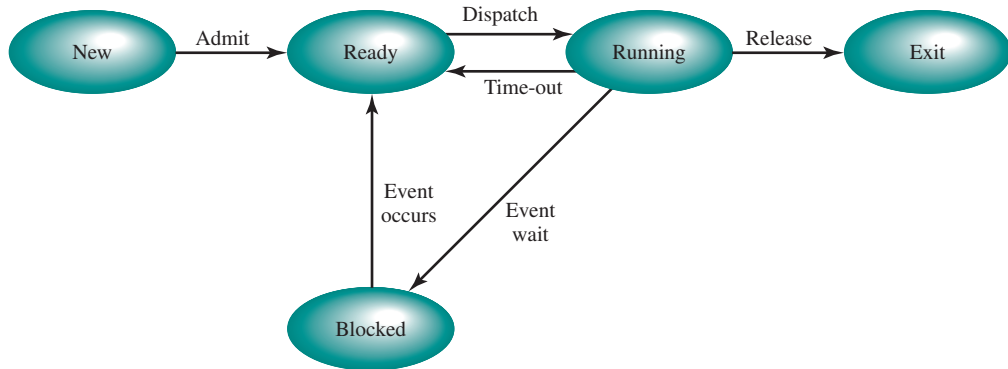 Dispatch
New
Admit
Ready
Running
Release
Exit
Time-out
Event
occurs
Event
wait
Blocked